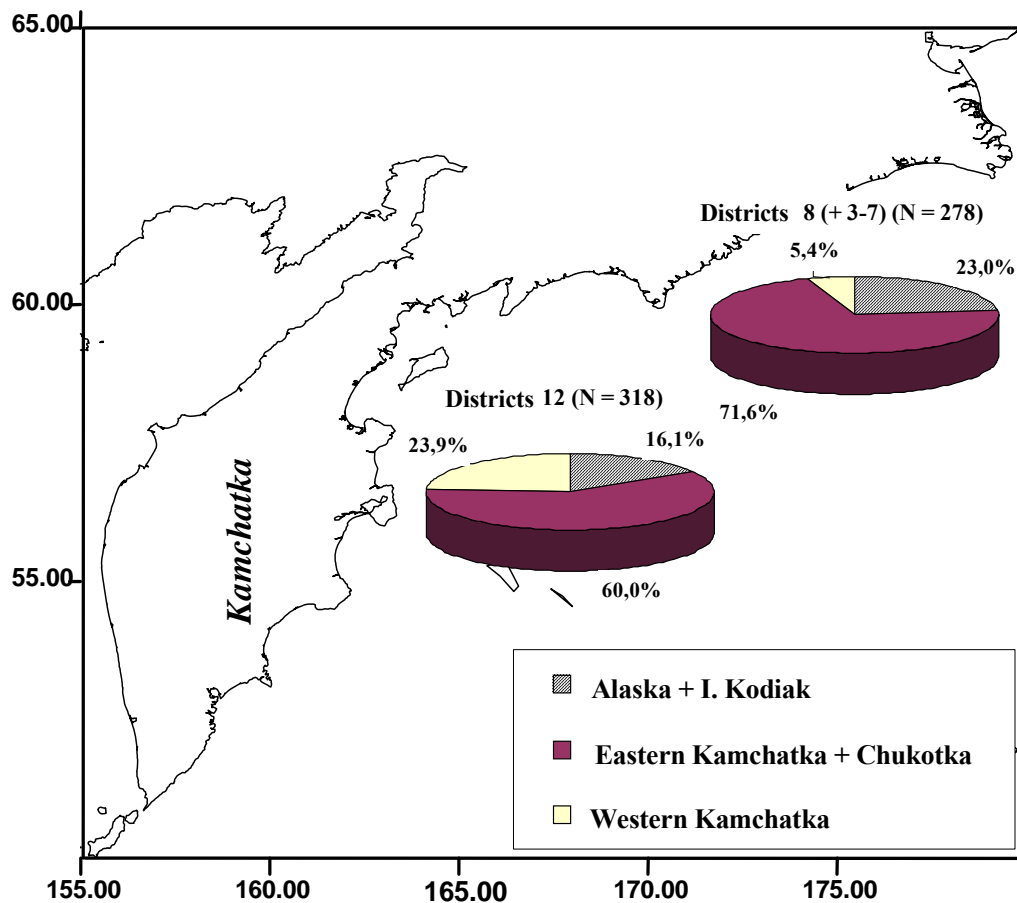 65.00
Districts 8 (+ 3-7) (N = 278)
5,4%
23,0%
60.00
71,6%
Districts 12 (N = 318)
23,9%
16,1%
Kamchatka
55.00
60,0%
Alaska + I. Kodiak
Eastern Kamchatka + Chukotka
Western Kamchatka
155.00
160.00
165.00
170.00
175.00